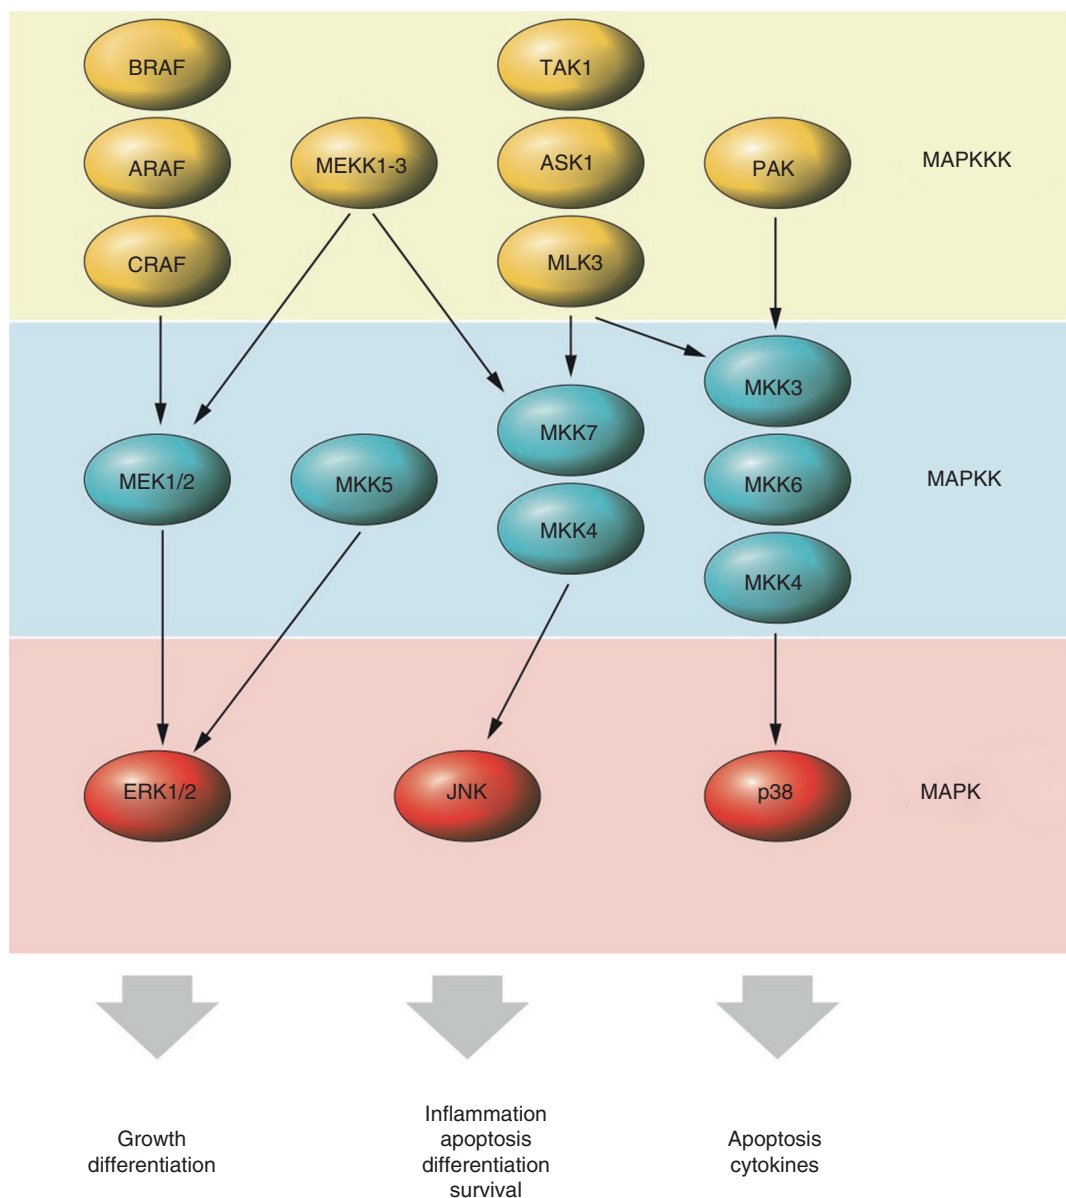 BRAF
TAK1
ARAF
MEKK1-3
ASK1
PAK
MAPKKK
CRAF
MLK3
MKK3
MKK7
MEK1/2
MKK5
MKK6
MAPKK
MKK4
MKK4
ERK1/2
JNK
p38
MAPK
Growth
differentiation
Inflammation
apoptosis
differentiation
survival
Apoptosis
cytokines